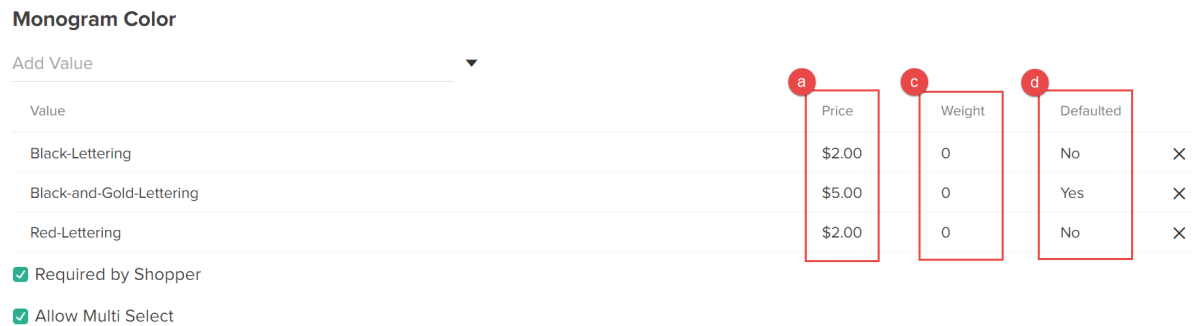 Monogram Color
Add Value
a c d
Value Price Weight Defaulted
Black-Lettering $2.00 0 No
Black-and-Gold-Lettering $5.00 0 Yes
Red-Lettering $2.00 0 No
Required by Shopper
Allow Multi Select